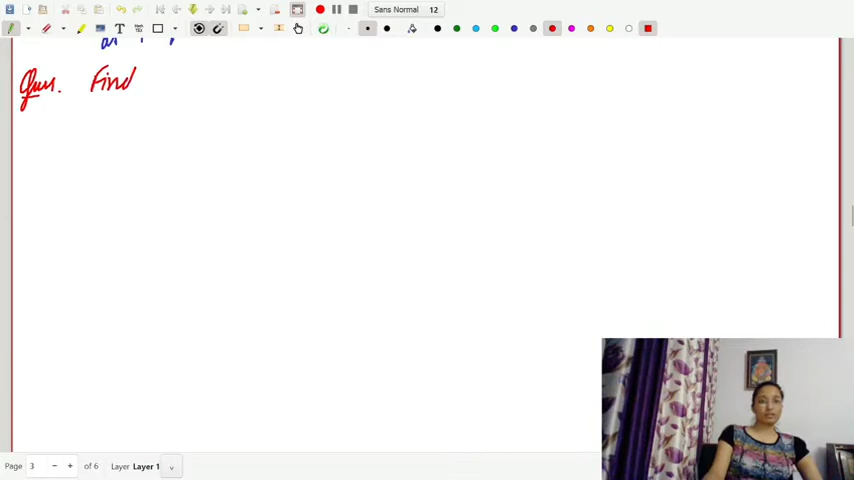 Sans Normal 12
Ques. Find
Page 3 - + of 6 Layer Layer 1